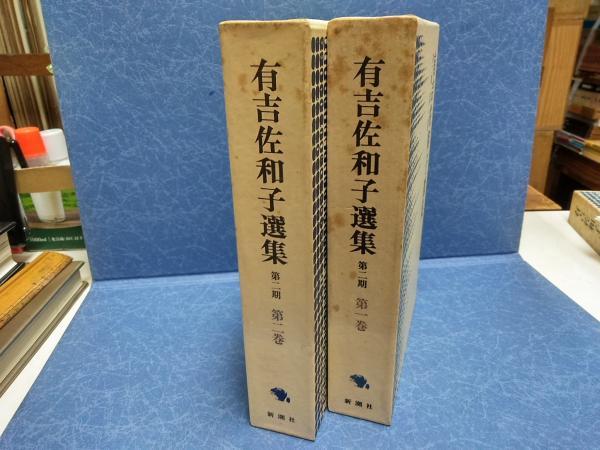 有吉佐和子選集
第二期 第二巻
新潮社
有吉佐和子選集
第二期 第一巻
新潮社